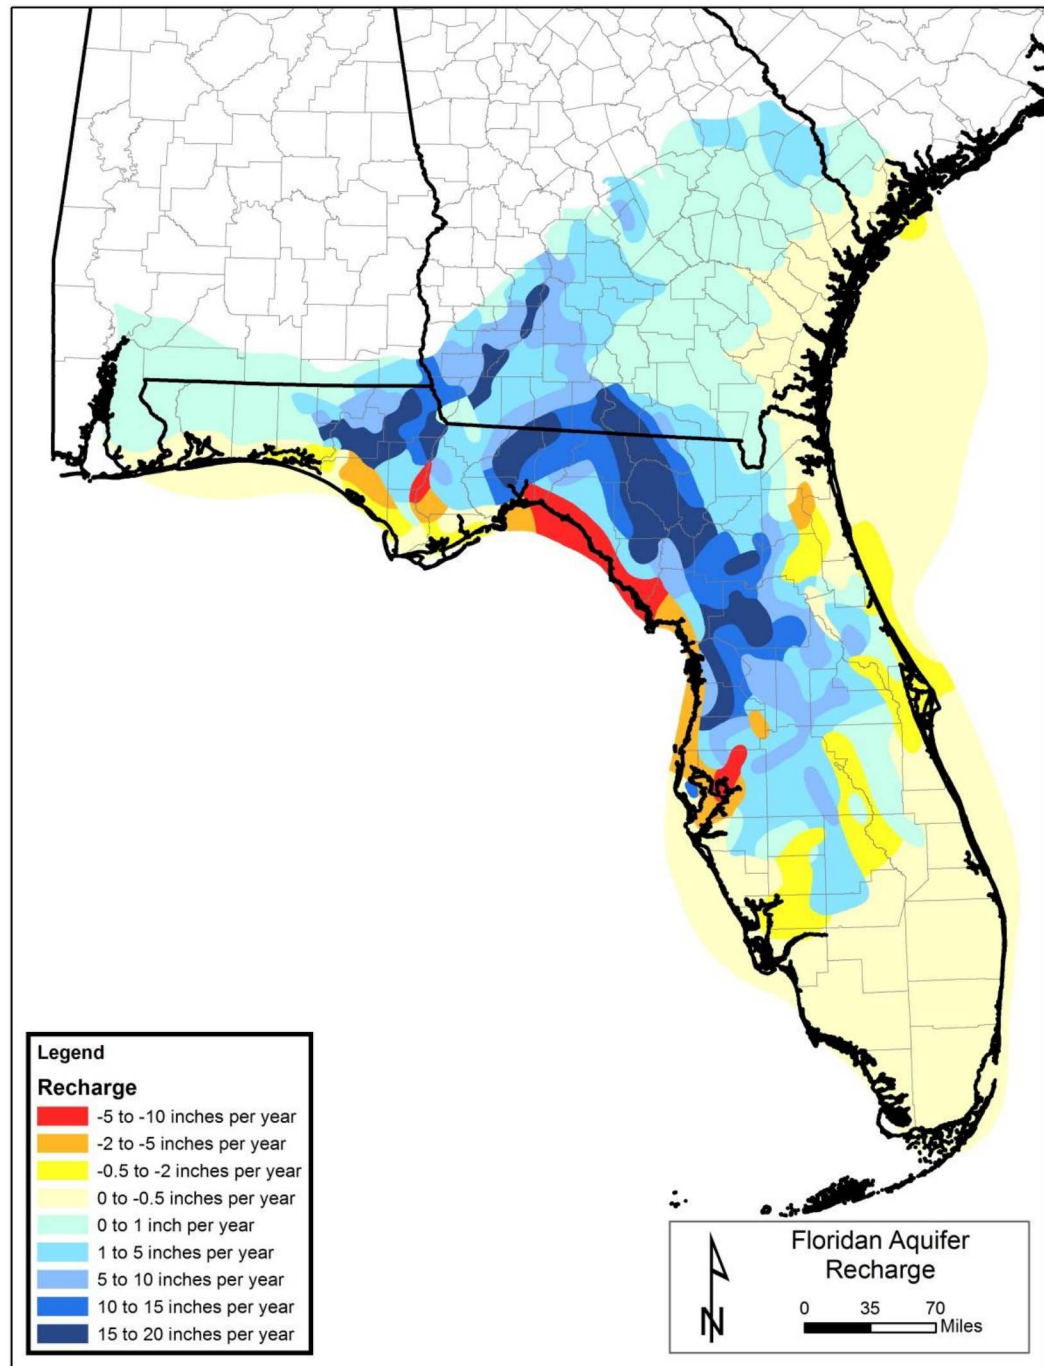 Legend
Recharge
-5 to -10 inches per year
-2 to -5 inches per year
-0.5 to -2 inches per year
0 to -0.5 inches per year
0 to 1 inch per year
1 to 5 inches per year
5 to 10 inches per year
10 to 15 inches per year
15 to 20 inches per year
Floridan Aquifer
Recharge
0 35 70
Miles
N